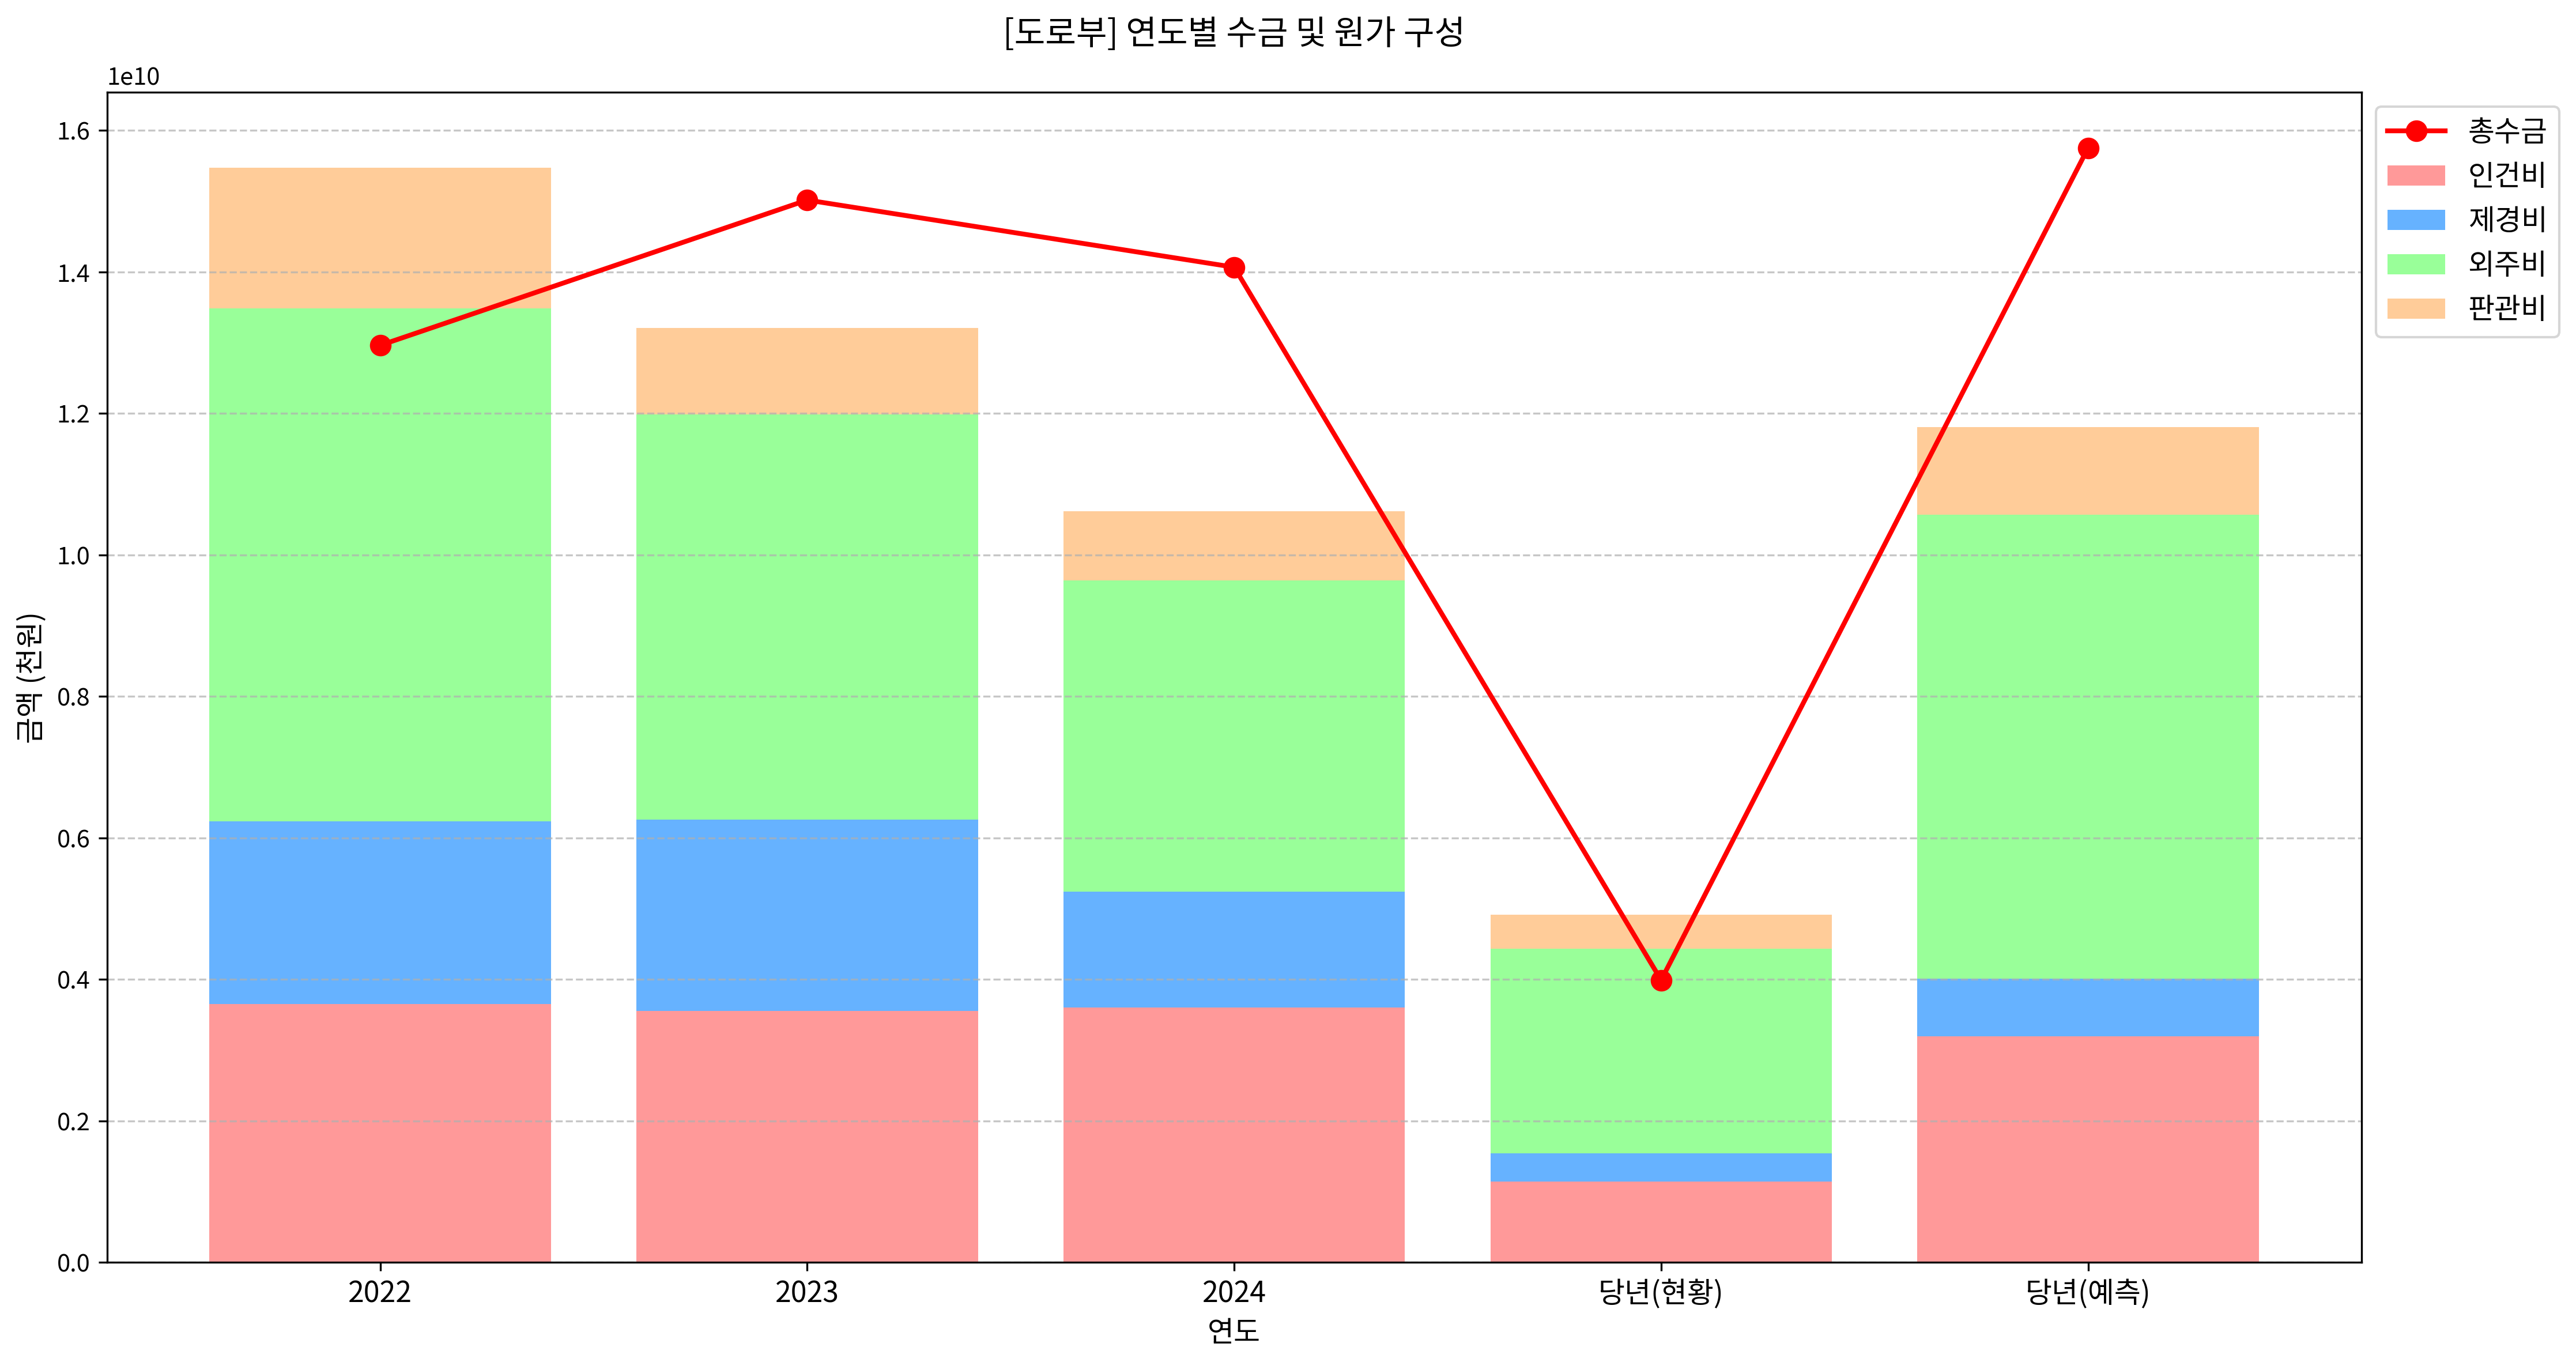 [도로부] 연도별 수금 및 원가 구성
1e10
1.6
1.4
1.2
1.0
0.8
0.6
0.4
0.2
0.0
금액 (천원)
2022
2023
2024
당년(현황)
당년(예측)
연도
총수금
인건비
제경비
외주비
판관비